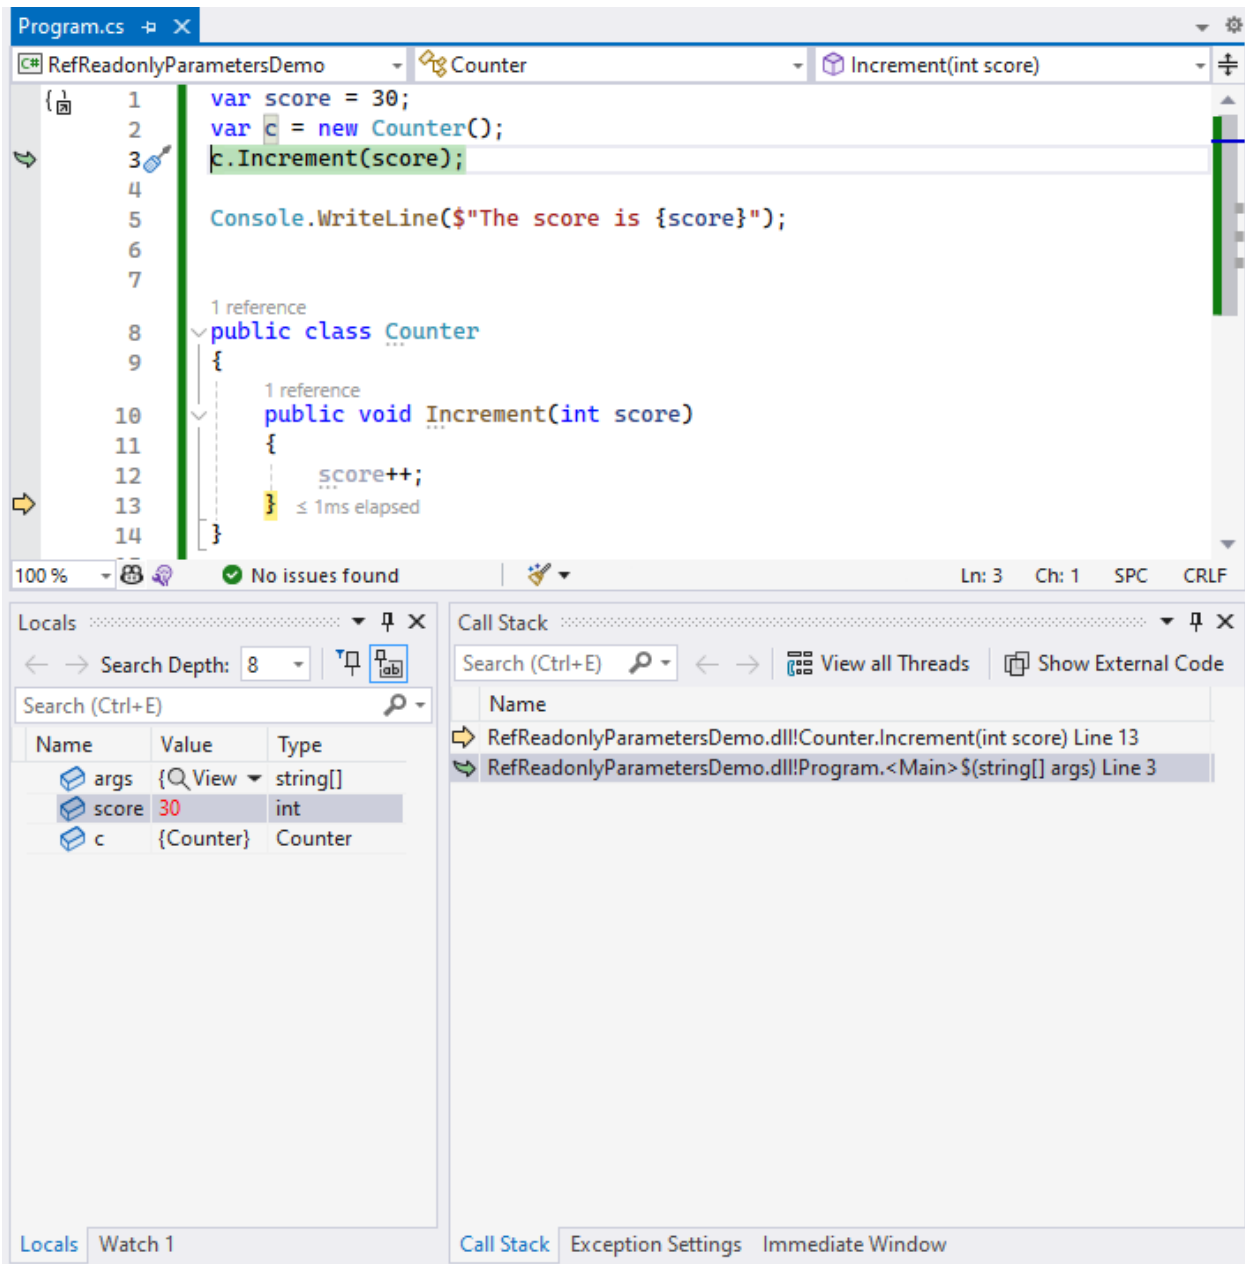 Program.cs
C# RefReadonlyParametersDemo Counter Increment(int score)
1 var score = 30;
2 var c = new Counter();
3 c.Increment(score);
4
5 Console.WriteLine($"The score is {score}");
6
7
1 reference
8 public class Counter
9 {
1 reference
10 public void Increment(int score)
11 {
12 score++;
13 } ≤ 1ms elapsed
14 }
100 % No issues found Ln: 3 Ch: 1 SPC CRLF
Locals
Search Depth: 8
Search (Ctrl+E)
Name Value Type
args {View string[]
score 30 int
c {Counter} Counter
Locals Watch 1
Call Stack
Search (Ctrl+E) View all Threads Show External Code
Name
RefReadonlyParametersDemo.dll!Counter.Increment(int score) Line 13
RefReadonlyParametersDemo.dll!Program.<Main>$(string[] args) Line 3
Call Stack Exception Settings Immediate Window